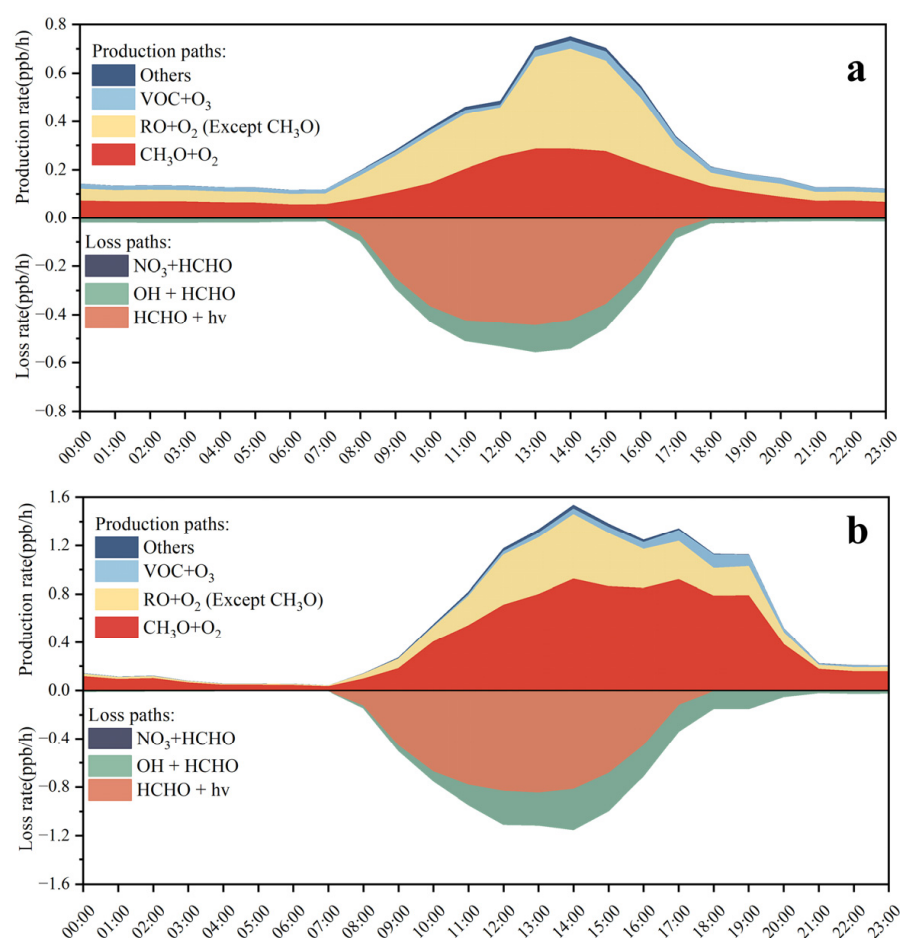 a
0.8
0.6
0.4
0.2
0.0
−0.2
−0.4
−0.6
−0.8
Production rate(ppb/h)
Loss rate(ppb/h)
Production paths:
Others
VOC+O₃
RO+O₂ (Except CH₃O)
CH₃O+O₂
Loss paths:
NO₃+HCHO
OH + HCHO
HCHO + hv
00:00 01:00 02:00 03:00 04:00 05:00 06:00 07:00 08:00 09:00 10:00 11:00 12:00 13:00 14:00 15:00 16:00 17:00 18:00 19:00 20:00 21:00 22:00 23:00
b
1.6
1.2
0.8
0.4
0.0
−0.4
−0.8
−1.2
−1.6
Production rate(ppb/h)
Loss rate(ppb/h)
Production paths:
Others
VOC+O₃
RO+O₂ (Except CH₃O)
CH₃O+O₂
Loss paths:
NO₃+HCHO
OH + HCHO
HCHO + hv
00:00 01:00 02:00 03:00 04:00 05:00 06:00 07:00 08:00 09:00 10:00 11:00 12:00 13:00 14:00 15:00 16:00 17:00 18:00 19:00 20:00 21:00 22:00 23:00